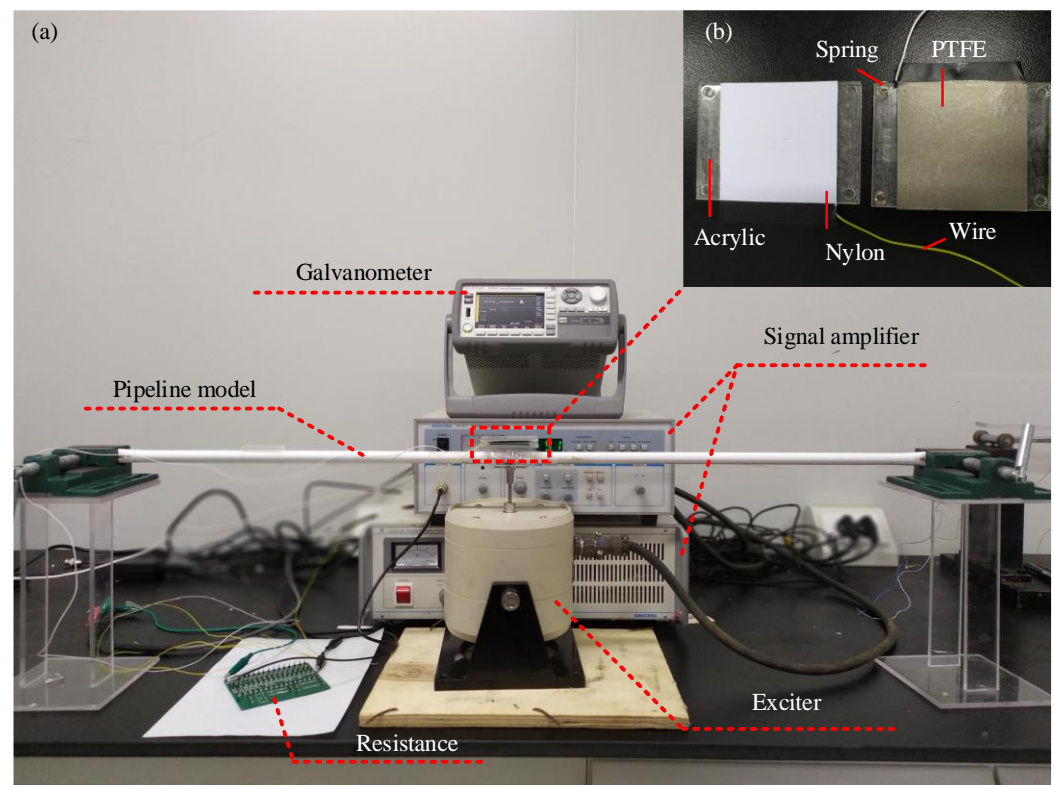 (a)
(b)
Spring
PTFE
Acrylic
Nylon
Wire
Galvanometer
Signal amplifier
Pipeline model
Exciter
Resistance